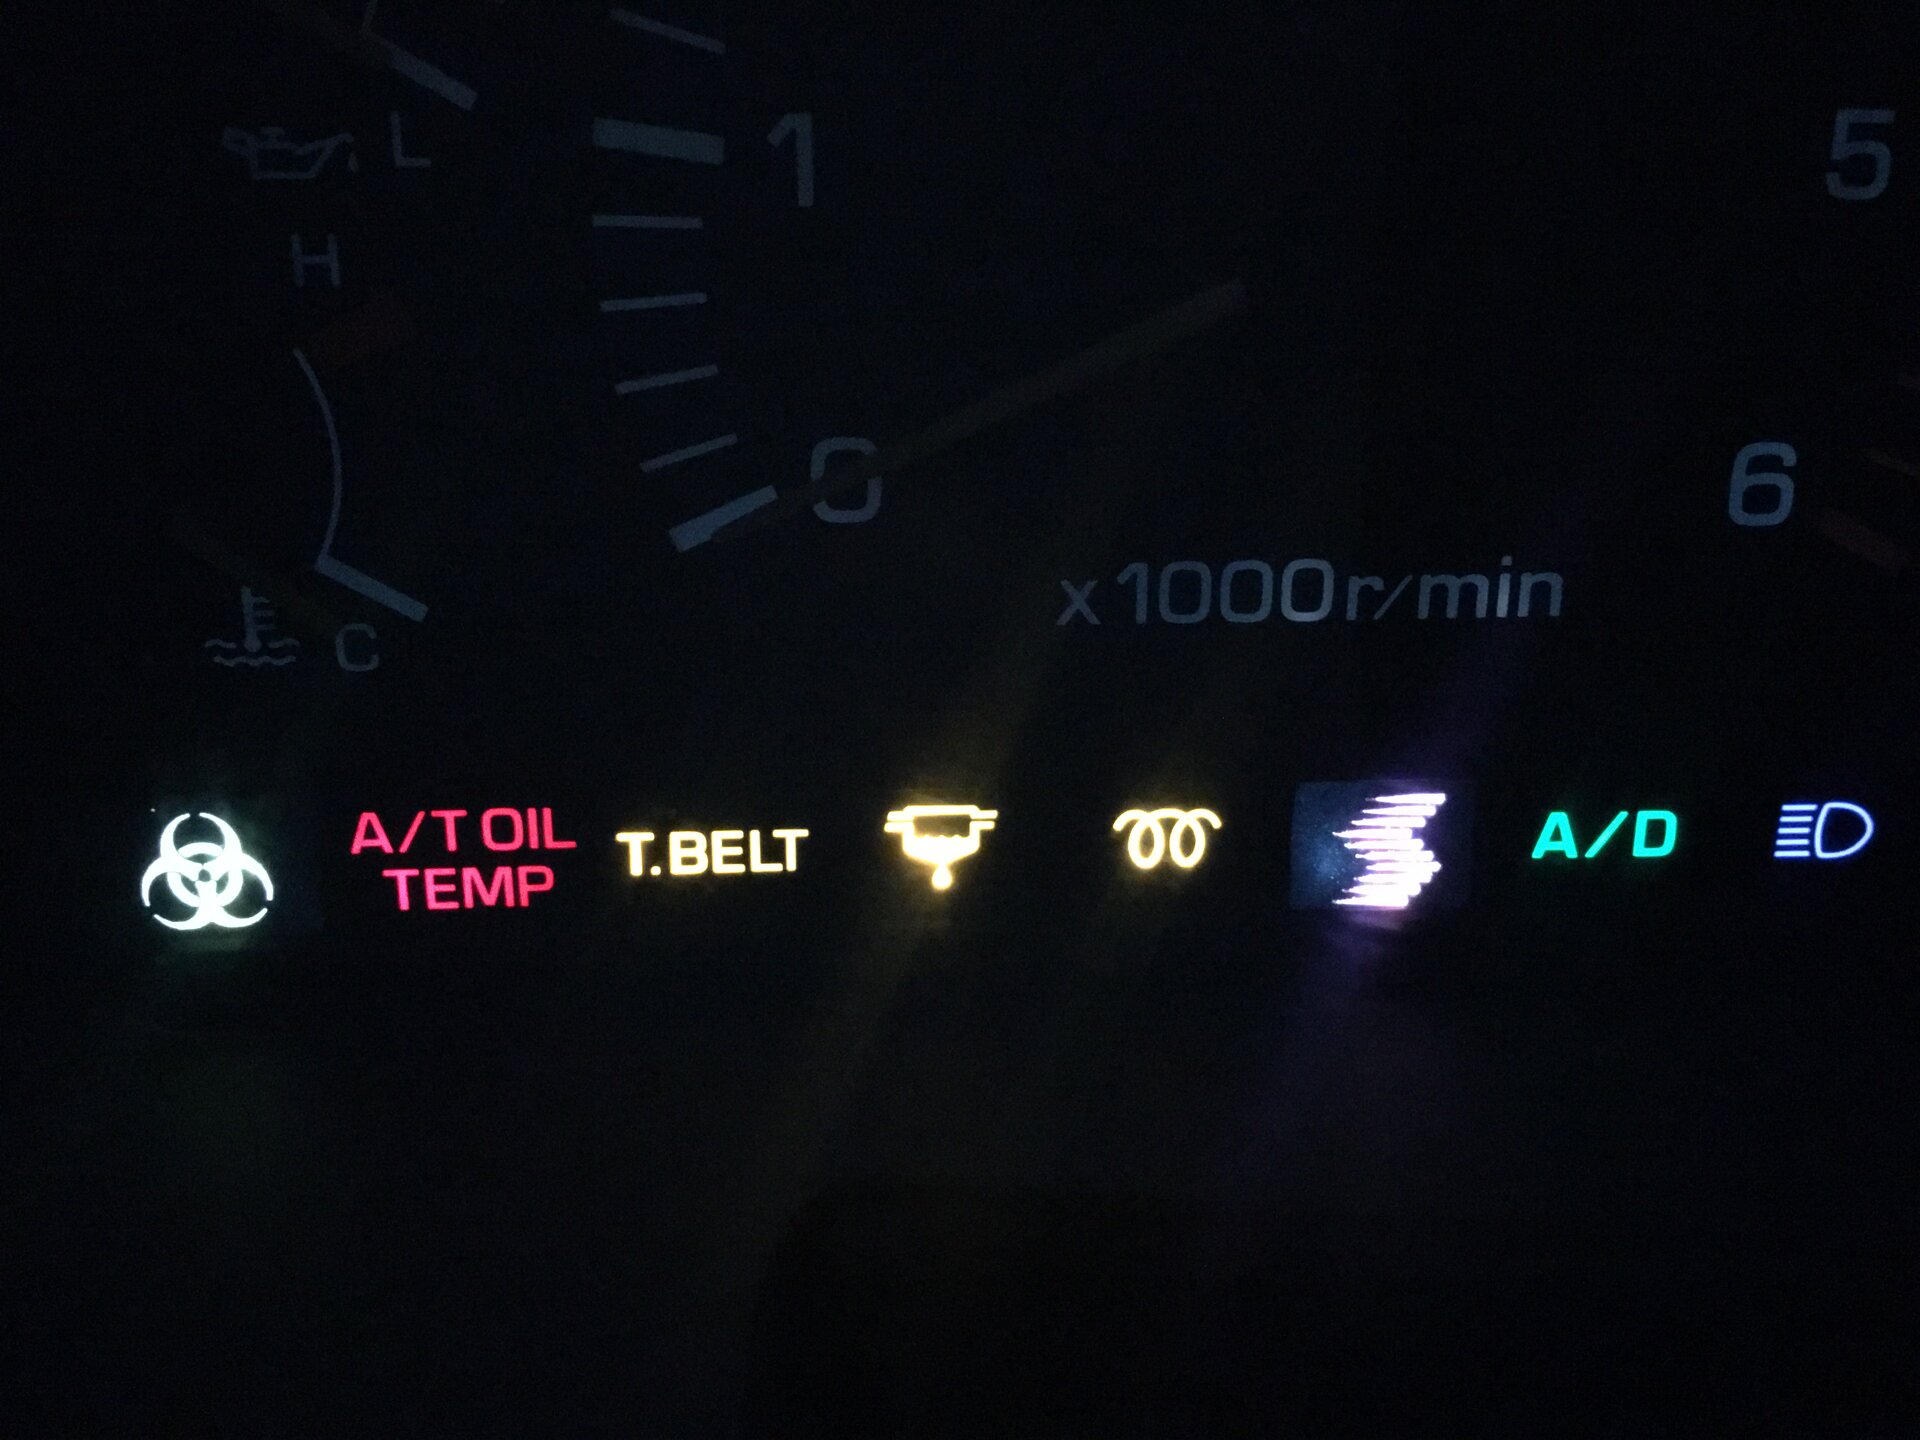 L
1
5
H
0
6
x1000r/min
C
A/T OIL
TEMP
T.BELT
A/D